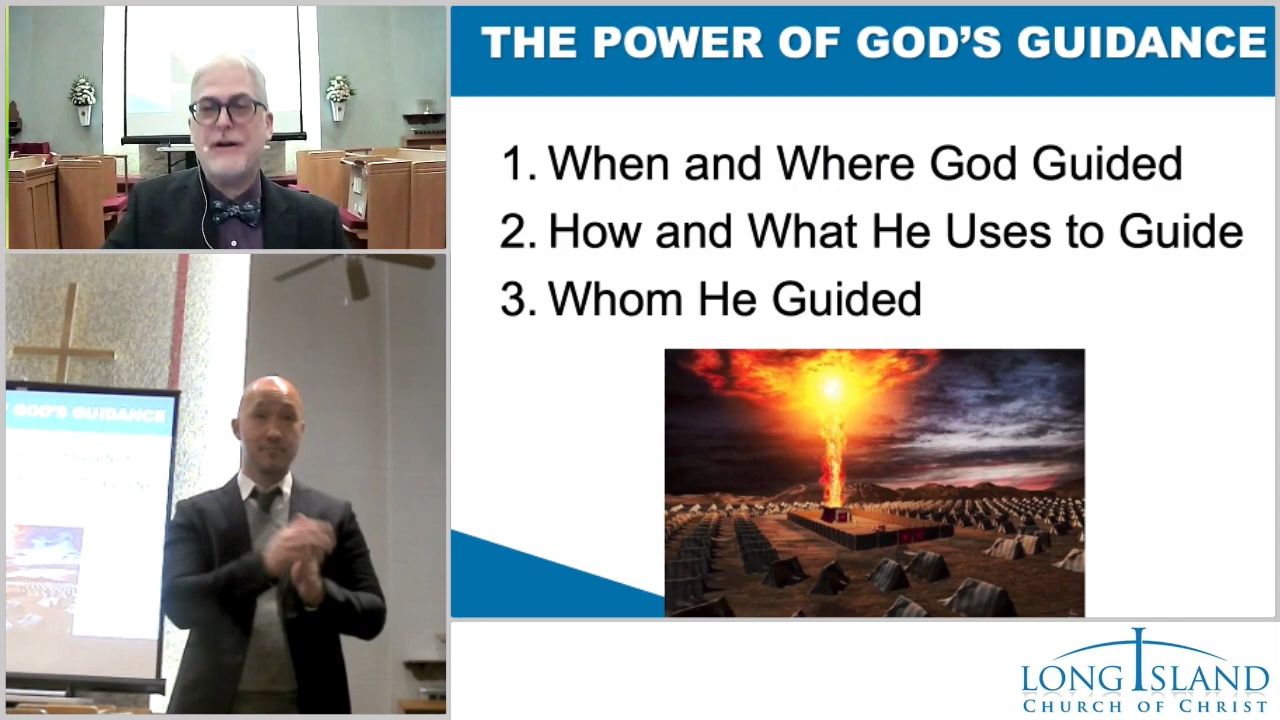 THE POWER OF GOD'S GUIDANCE
1. When and Where God Guided
2. How and What He Uses to Guide
3. Whom He Guided
GOD'S GUIDANCE
LONG ISLAND
CHURCH OF CHRIST